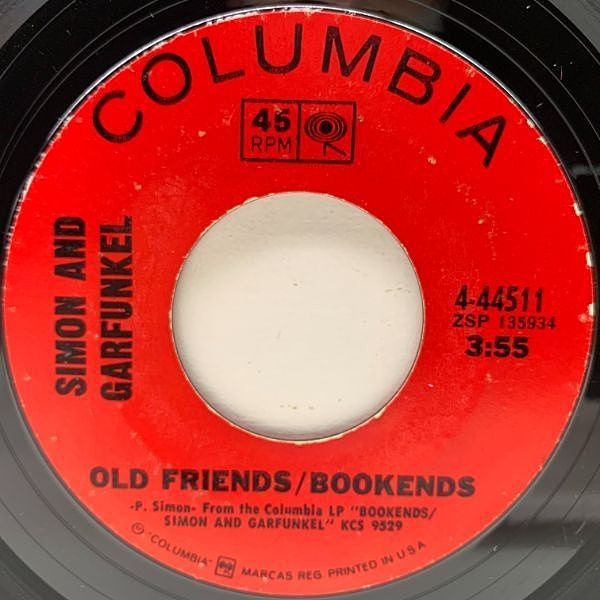 COLUMBIA
45
RPM
SIMON AND
GARFUNKEL
4-44511
ZSP 135934
3:55
OLD FRIENDS/BOOKENDS
-P. Simon- From the Columbia LP "BOOKENDS/
SIMON AND GARFUNKEL" KCS 9529
© "COLUMBIA" MARCAS REG. PRINTED IN U.S.A.